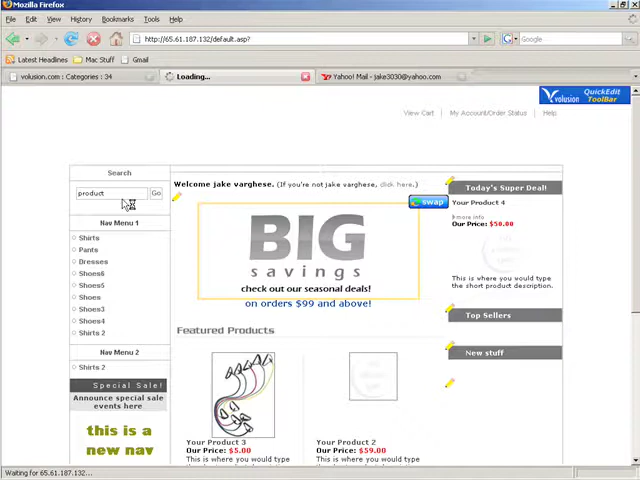 Mozilla Firefox
File Edit View History Bookmarks Tools Help
http://65.61.187.132/default.asp?
Google
Latest Headlines Mac Stuff Gmail
volusion.com : Categories : 34
Loading...
Yahoo! Mail - jake3030@yahoo.com
volusion QuickEdit ToolBar
View Cart My Account/Order Status Help
Search
product Go
Nav Menu 1
Shirts
Pants
Dresses
Shoes6
Shoes5
Shoes
Shoes3
Shoes4
Shirts 2
Nav Menu 2
Shirts 2
Special Sale!
Announce special sale
events here
this is a
new nav
Welcome jake varghese. (If you're not jake varghese, click here.)
swap
BIG
savings
check out our seasonal deals!
on orders $99 and above!
Featured Products
Your Product 3
Our Price: $5.00
This is where you would type
Your Product 2
Our Price: $59.00
This is where you would type
Today's Super Deal!
Your Product 4
more info
Our Price: $50.00
This is where you would type
the short product description.
Top Sellers
New stuff
Waiting for 65.61.187.132...